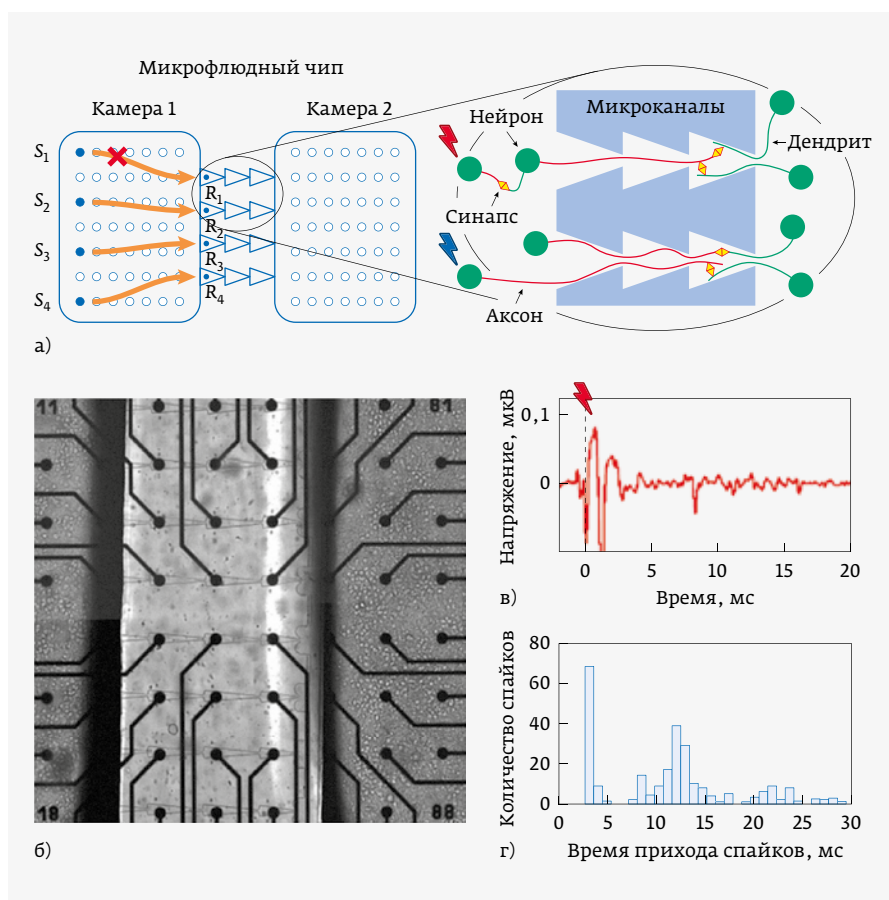 Микрофлюдный чип
Камера 1
Камера 2
S1
S2
S3
S4
R1
R2
R3
R4
Нейрон
Микроканалы
Дендрит
Синапс
Аксон
а)
11
81
18
88
б)
Напряжение, мкВ
0,1
0
0 5 10 15 20
в)
Время, мс
Количество спайков
80
60
40
20
0
0 5 10 15 20 25 30
г)
Время прихода спайков, мс